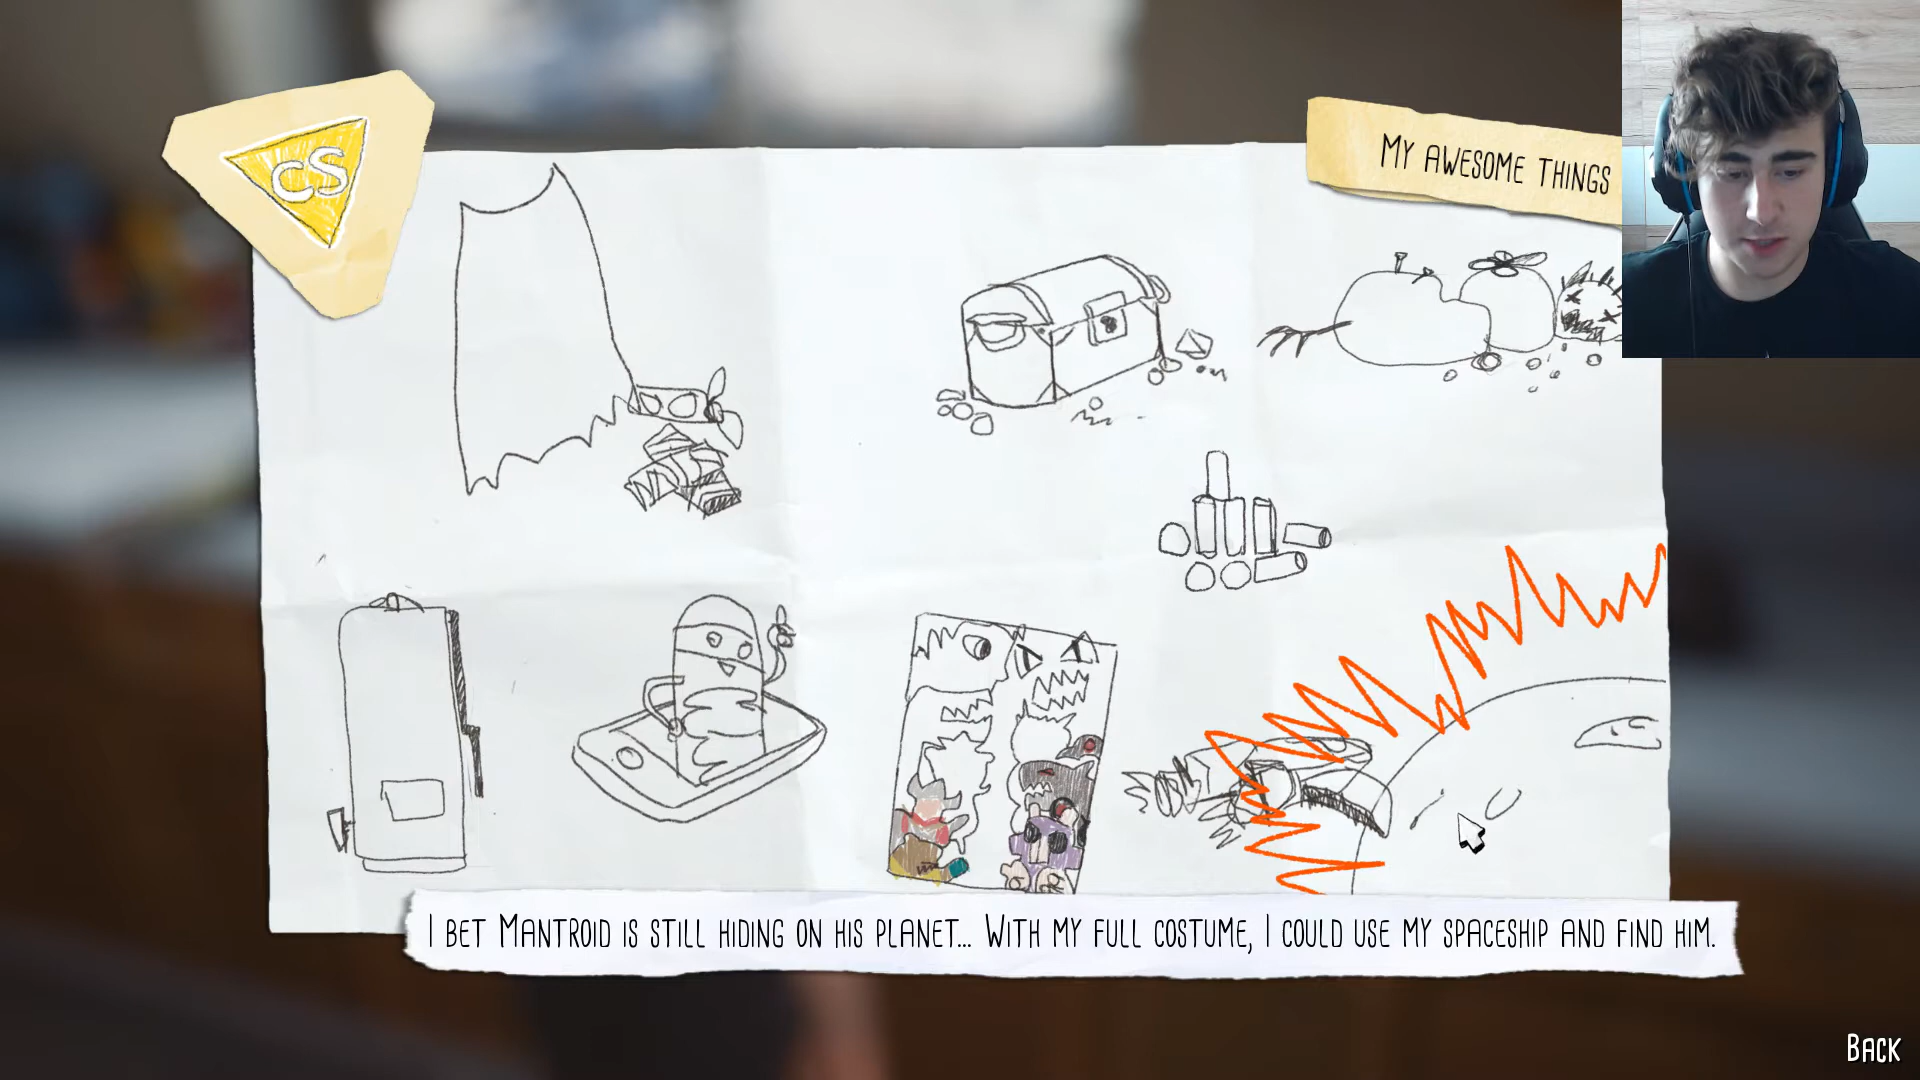 CS
My awesome things
I bet Mantroid is still hiding on his planet... With my full costume, I could use my spaceship and find him.
Back